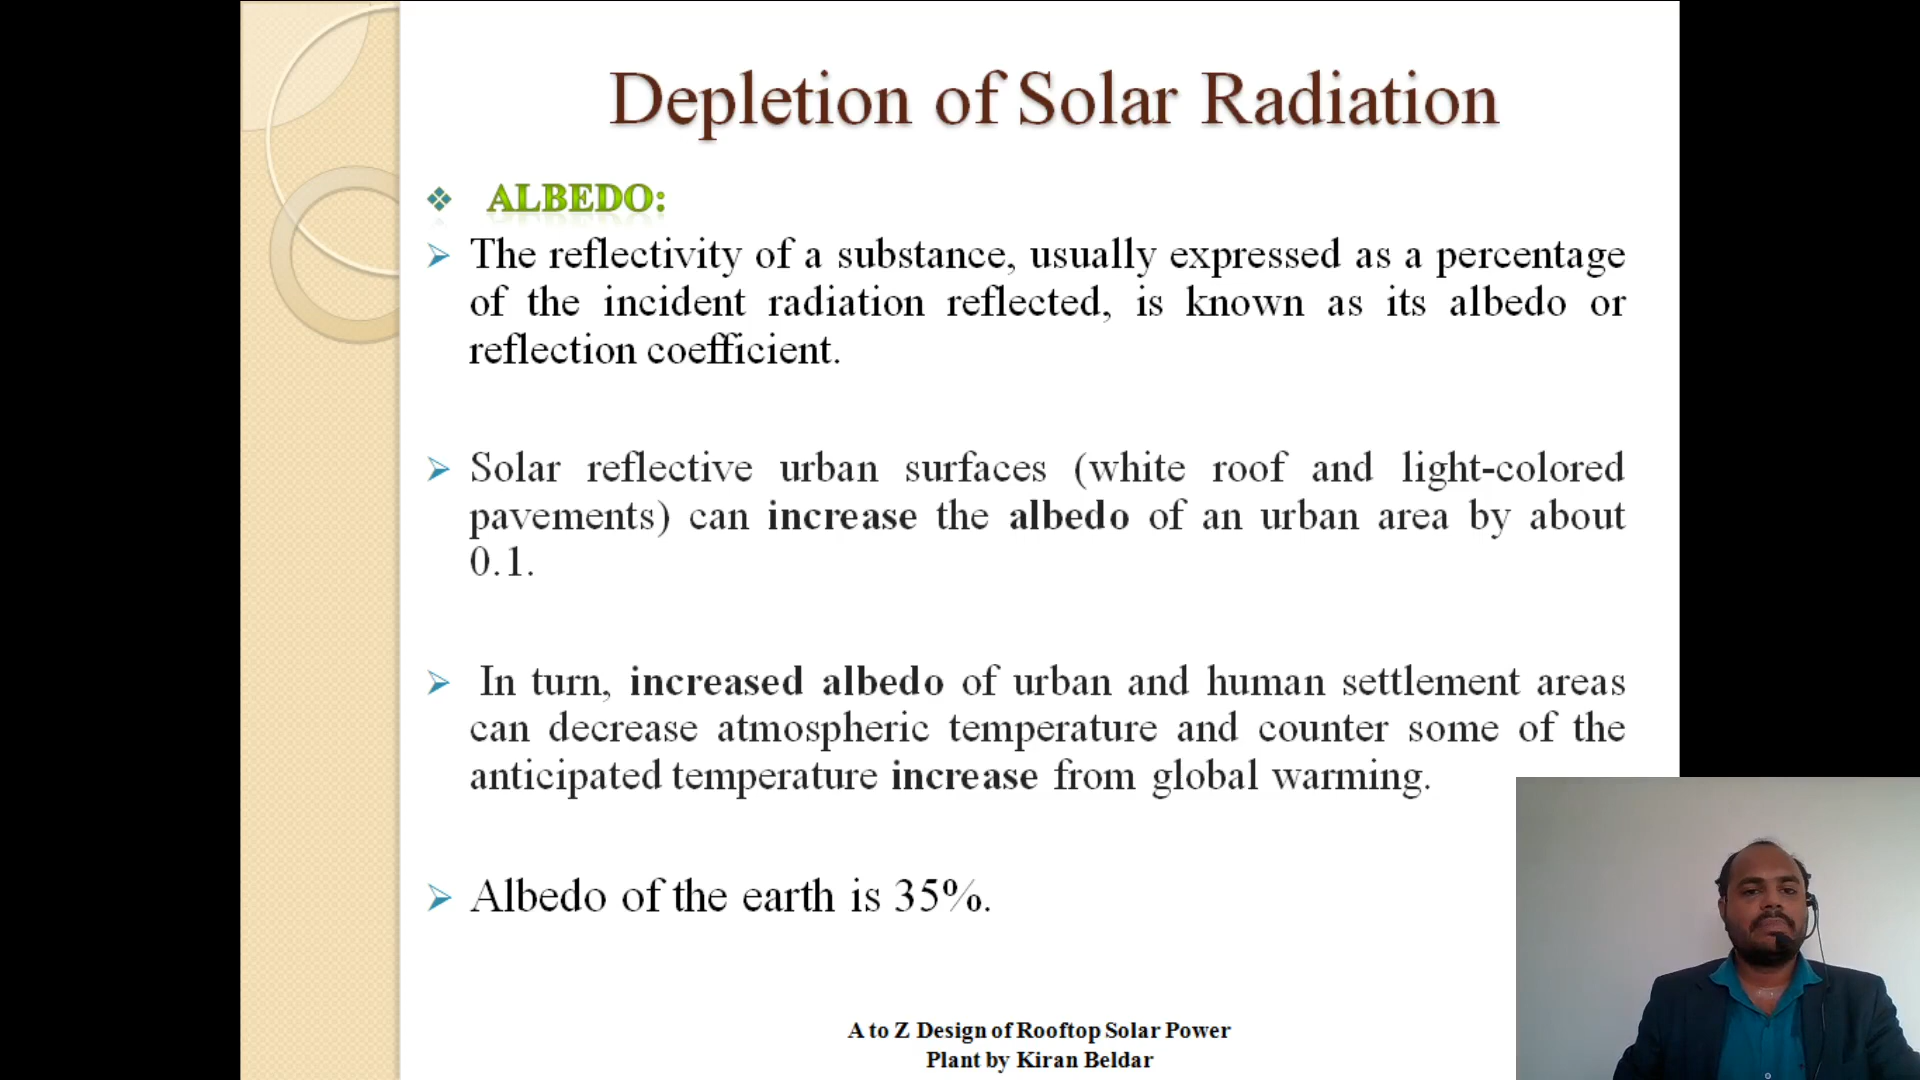 Depletion of Solar Radiation
ALBEDO:
The reflectivity of a substance, usually expressed as a percentage
of the incident radiation reflected, is known as its albedo or
reflection coefficient.
Solar reflective urban surfaces (white roof and light-colored
pavements) can increase the albedo of an urban area by about
0.1.
In turn, increased albedo of urban and human settlement areas
can decrease atmospheric temperature and counter some of the
anticipated temperature increase from global warming.
Albedo of the earth is 35%.
A to Z Design of Rooftop Solar Power
Plant by Kiran Beldar